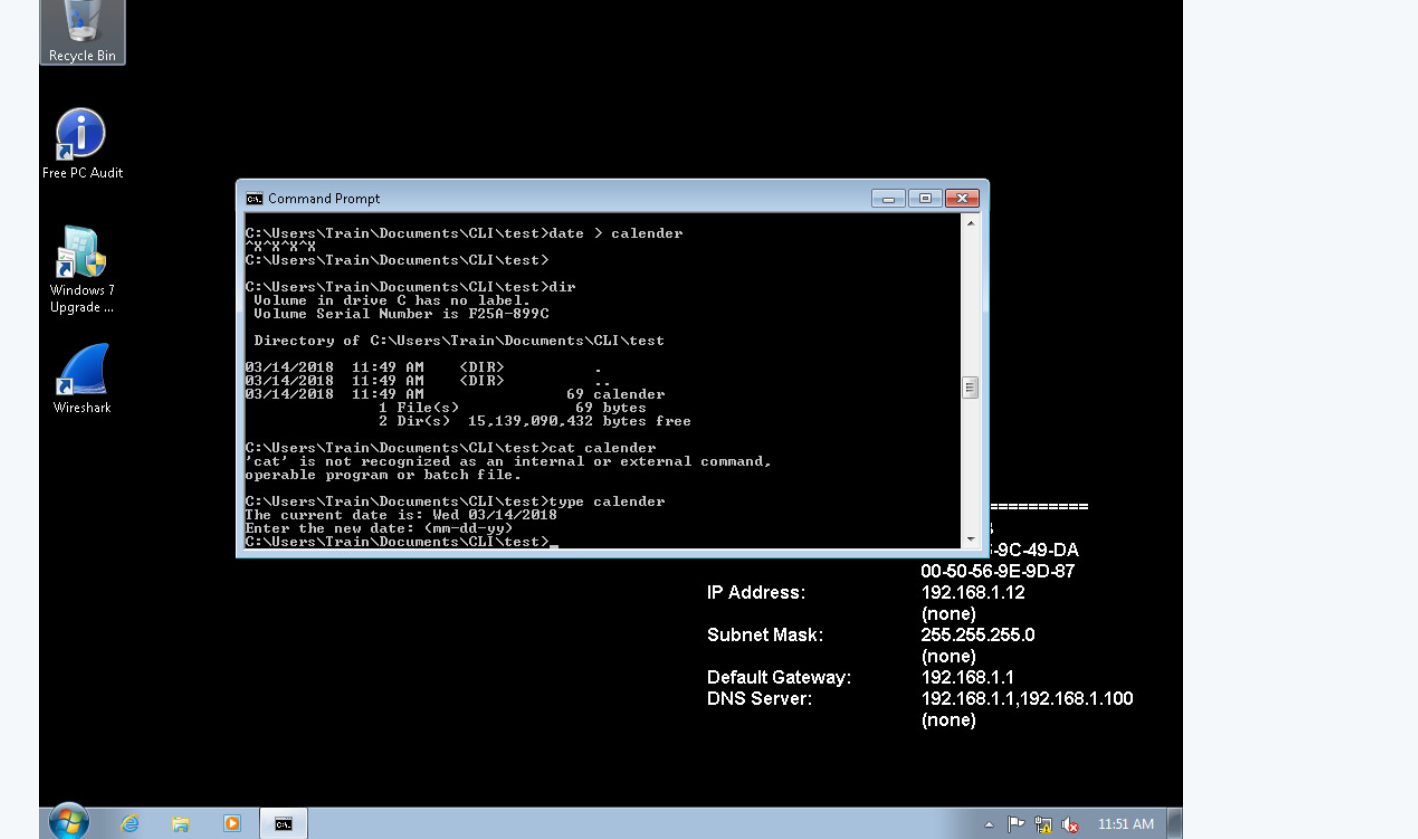 Recycle Bin
Free PC Audit
Windows 7
Upgrade ...
Wireshark
Command Prompt
C:\Users\Train\Documents\CLI\test>date > calender
^X^X^X^X
C:\Users\Train\Documents\CLI\test>
C:\Users\Train\Documents\CLI\test>dir
Volume in drive C has no label.
Volume Serial Number is F25A-899C
Directory of C:\Users\Train\Documents\CLI\test
03/14/2018  11:49 AM    <DIR>          .
03/14/2018  11:49 AM    <DIR>          ..
03/14/2018  11:49 AM                69 calender
1 File(s)             69 bytes
2 Dir(s)  15,139,090,432 bytes free
C:\Users\Train\Documents\CLI\test>cat calender
'cat' is not recognized as an internal or external command,
operable program or batch file.
C:\Users\Train\Documents\CLI\test>type calender
The current date is: Wed 03/14/2018
Enter the new date: (mm-dd-yy)
C:\Users\Train\Documents\CLI\test>_
==========
-9C-49-DA
00-50-56-9E-9D-87
IP Address: 192.168.1.12
(none)
Subnet Mask: 255.255.255.0
(none)
Default Gateway: 192.168.1.1
DNS Server: 192.168.1.1,192.168.1.100
(none)
11:51 AM